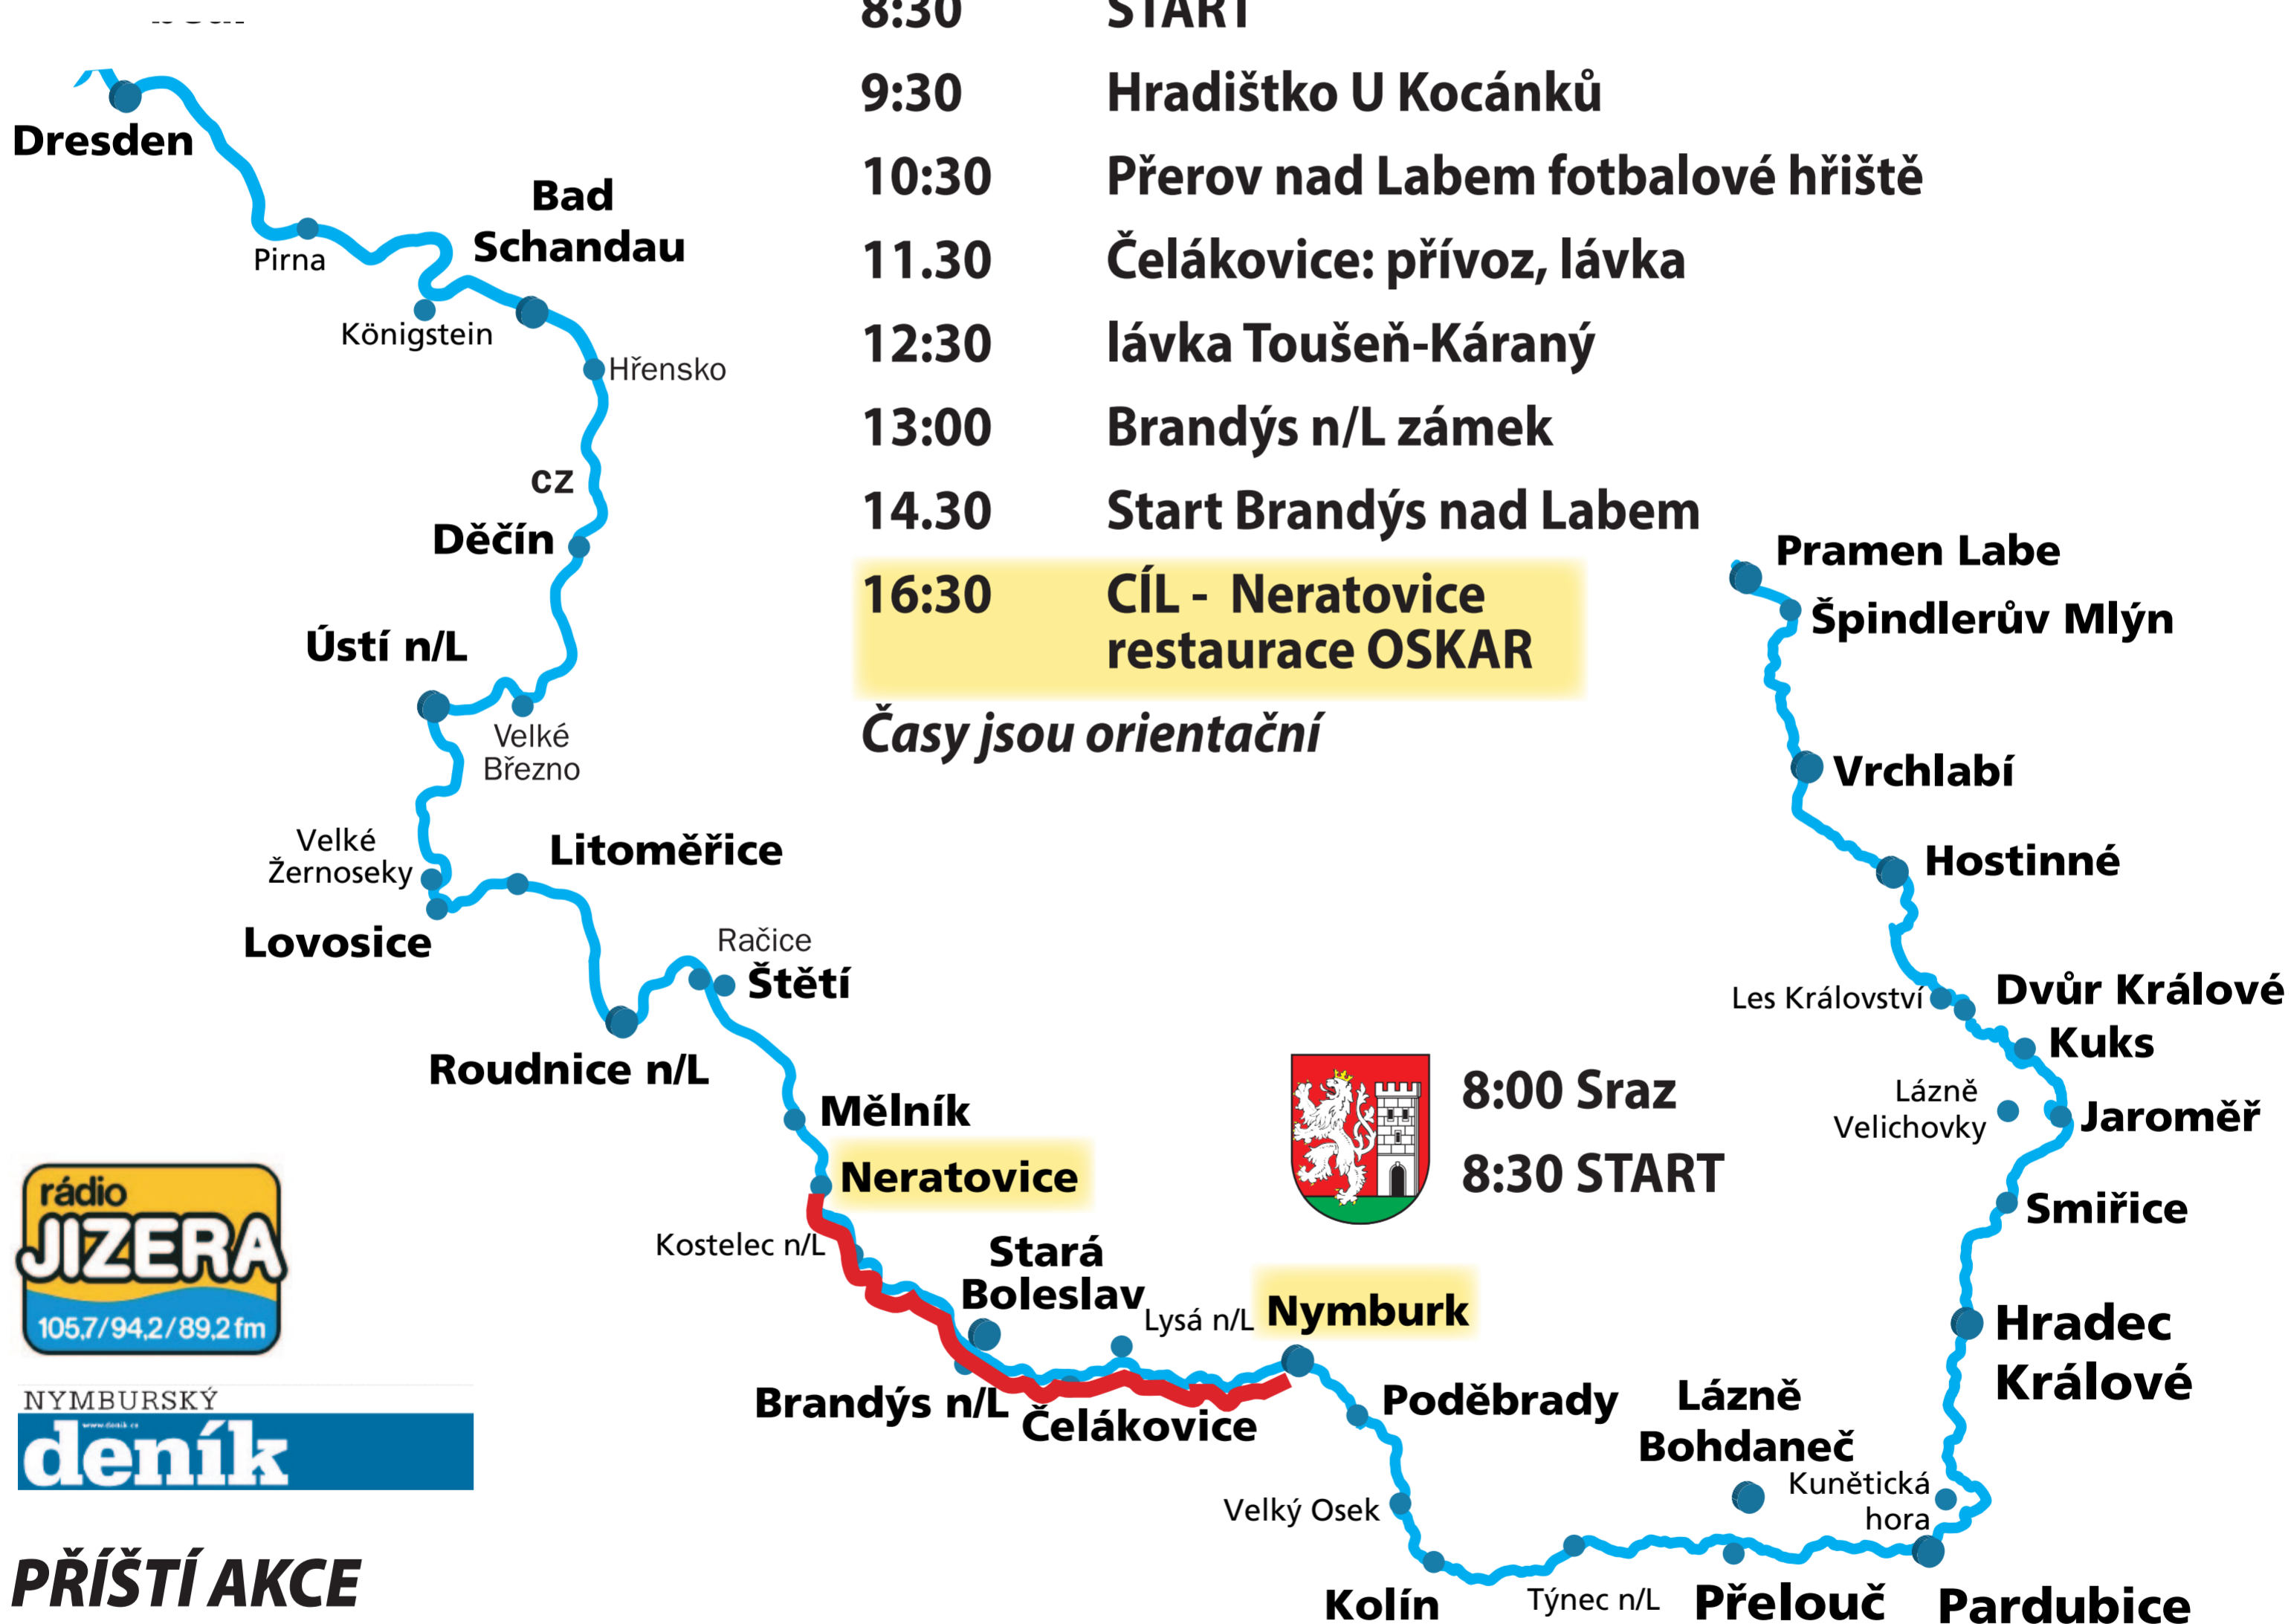 8:30 START
9:30 Hradištko U Kocánků
10:30 Přerov nad Labem fotbalové hřiště
11.30 Čelákovice: přívoz, lávka
12:30 lávka Toušeň-Káraný
13:00 Brandýs n/L zámek
14.30 Start Brandýs nad Labem
16:30 CÍL - Neratovice
restaurace OSKAR
Časy jsou orientační
Dresden
Pirna
Bad
Schandau
Königstein
Hřensko
CZ
Děčín
Ústí n/L
Velké
Březno
Velké
Žernoseky
Litoměřice
Lovosice
Račice
Štětí
Roudnice n/L
Mělník
Neratovice
Kostelec n/L
Stará
Boleslav
Lysá n/L
Nymburk
Brandýs n/L
Čelákovice
8:00 Sraz
8:30 START
Pramen Labe
Špindlerův Mlýn
Vrchlabí
Hostinné
Les Království
Dvůr Králové
Kuks
Lázně
Velichovky
Jaroměř
Smiřice
Hradec
Králové
Poděbrady
Lázně
Bohdaneč
Kunětická
hora
Velký Osek
Kolín
Týnec n/L
Přelouč
Pardubice
rádio
JIZERA
105,7/94,2/89,2 fm
NYMBURSKÝ
www.denik.cz
deník
PŘÍŠTÍ AKCE